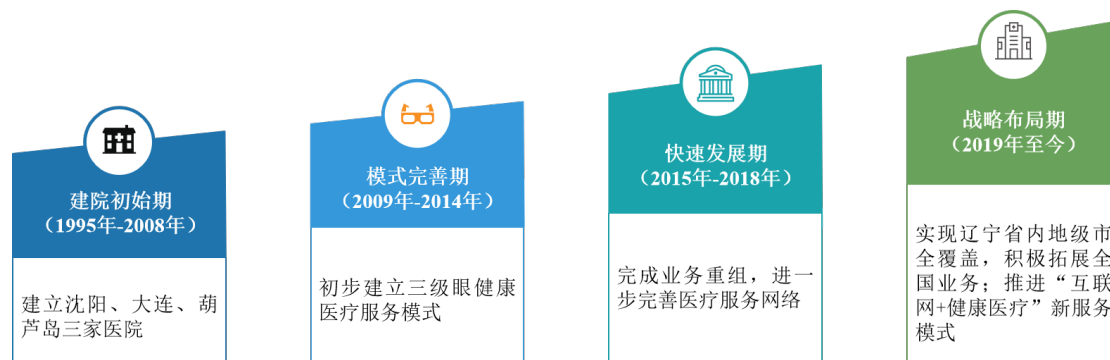 建院初始期
（1995年-2008年）
建立沈阳、大连、葫
芦岛三家医院
模式完善期
（2009年-2014年）
初步建立三级眼健康
医疗服务模式
快速发展期
（2015年-2018年）
完成业务重组，进一
步完善医疗服务网络
战略布局期
（2019年至今）
实现辽宁省内地级市
全覆盖，积极拓展全
国业务；推进“互联
网+健康医疗”新服务
模式